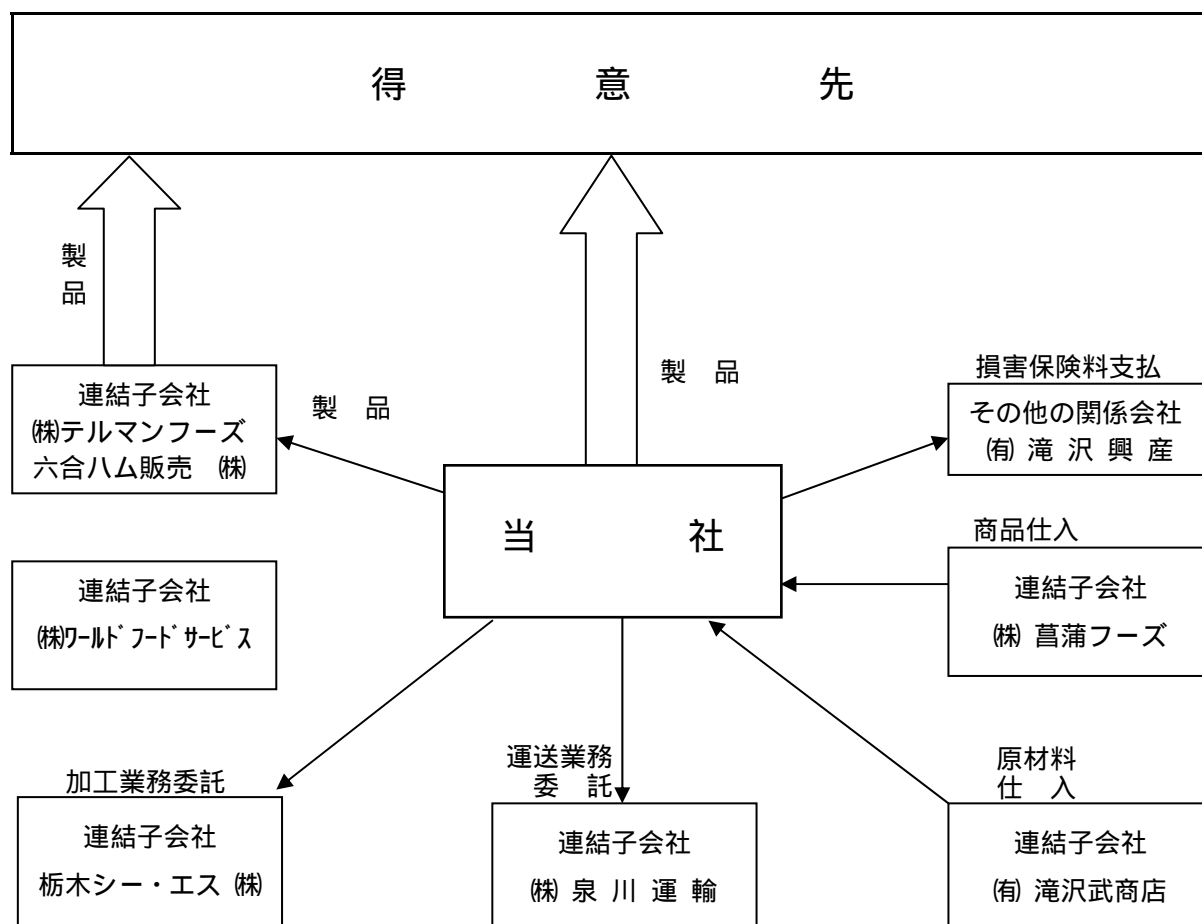 得 意 先
製
品
製 品
製 品
連結子会社
㈱テルマンフーズ
六合ハム販売 ㈱
損害保険料支払
その他の関係会社
㈲ 滝 沢 興 産
当 社
商品仕入
連結子会社
㈱ 菖蒲フーズ
連結子会社
㈱ワールドフードサービス
加工業務委託
連結子会社
栃木シー・エス ㈱
運送業務
委 託
連結子会社
㈱ 泉 川 運 輸
原材料
仕 入
連結子会社
㈲ 滝沢武商店